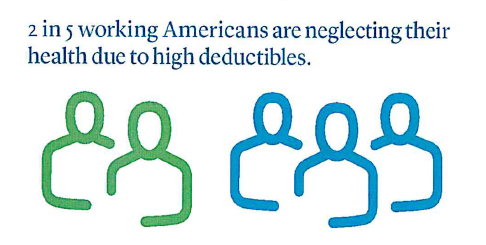 2 in 5 working Americans are neglecting their
health due to high deductibles.